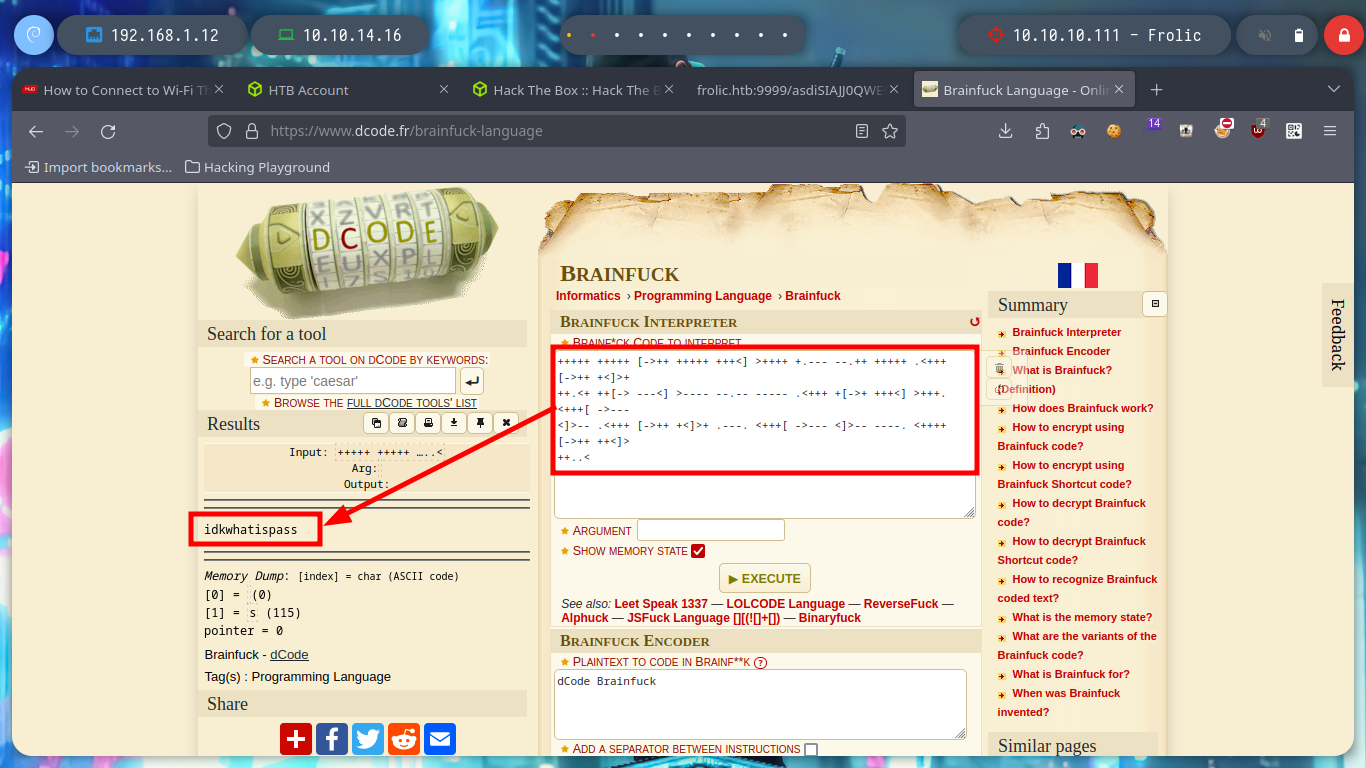 192.168.1.12
10.10.14.16
10.10.10.111 – Frolic
How to Connect to Wi-Fi Th
HTB Account
Hack The Box :: Hack The B
frolic.htb:9999/asdiSIAJJ0QWE
Brainfuck Language - Onli
https://www.dcode.fr/brainfuck-language
14
4
Import bookmarks...
Hacking Playground
DCODE
Search for a tool
★ SEARCH A TOOL ON DCODE BY KEYWORDS:
e.g. type 'caesar'
★ BROWSE THE FULL DCODE TOOLS' LIST
Results
Input: +++++ +++++ …..<
Arg:
Output:
idkwhatispass
Memory Dump: [index] = char (ASCII code)
[0] = (0)
[1] = s (115)
pointer = 0
Brainfuck - dCode
Tag(s) : Programming Language
Share
BRAINFUCK
Informatics › Programming Language › Brainfuck
BRAINFUCK INTERPRETER
★ BRAINF*CK CODE TO INTERPRET
+++++ +++++ [->++ +++++ +++<] >++++ +.--- --.++ +++++ .<+++
[->++ +<]>+
++.<+ ++[-> ---<] >---- --.-- ----- .<+++ +[->+ +++<] >+++.
<+++[ ->---
<]>-- .<+++ [->++ +<]>+ .---. <+++[ ->--- <]>-- ----. <++++
[->++ ++<]>
++..<
★ ARGUMENT
★ SHOW MEMORY STATE
▶ EXECUTE
See also: Leet Speak 1337 — LOLCODE Language — ReverseFuck —
Alphuck — JSFuck Language [][(![]+[]) — Binaryfuck
BRAINFUCK ENCODER
★ PLAINTEXT TO CODE IN BRAINF**K ?
dCode Brainfuck
★ ADD A SEPARATOR BETWEEN INSTRUCTIONS
Summary
Brainfuck Interpreter
Brainfuck Encoder
What is Brainfuck?
(Definition)
How does Brainfuck work?
How to encrypt using
Brainfuck code?
How to encrypt using
Brainfuck Shortcut code?
How to decrypt Brainfuck
code?
How to decrypt Brainfuck
Shortcut code?
How to recognize Brainfuck
coded text?
What is the memory state?
What are the variants of the
Brainfuck code?
What is Brainfuck for?
When was Brainfuck
invented?
Similar pages
Feedback